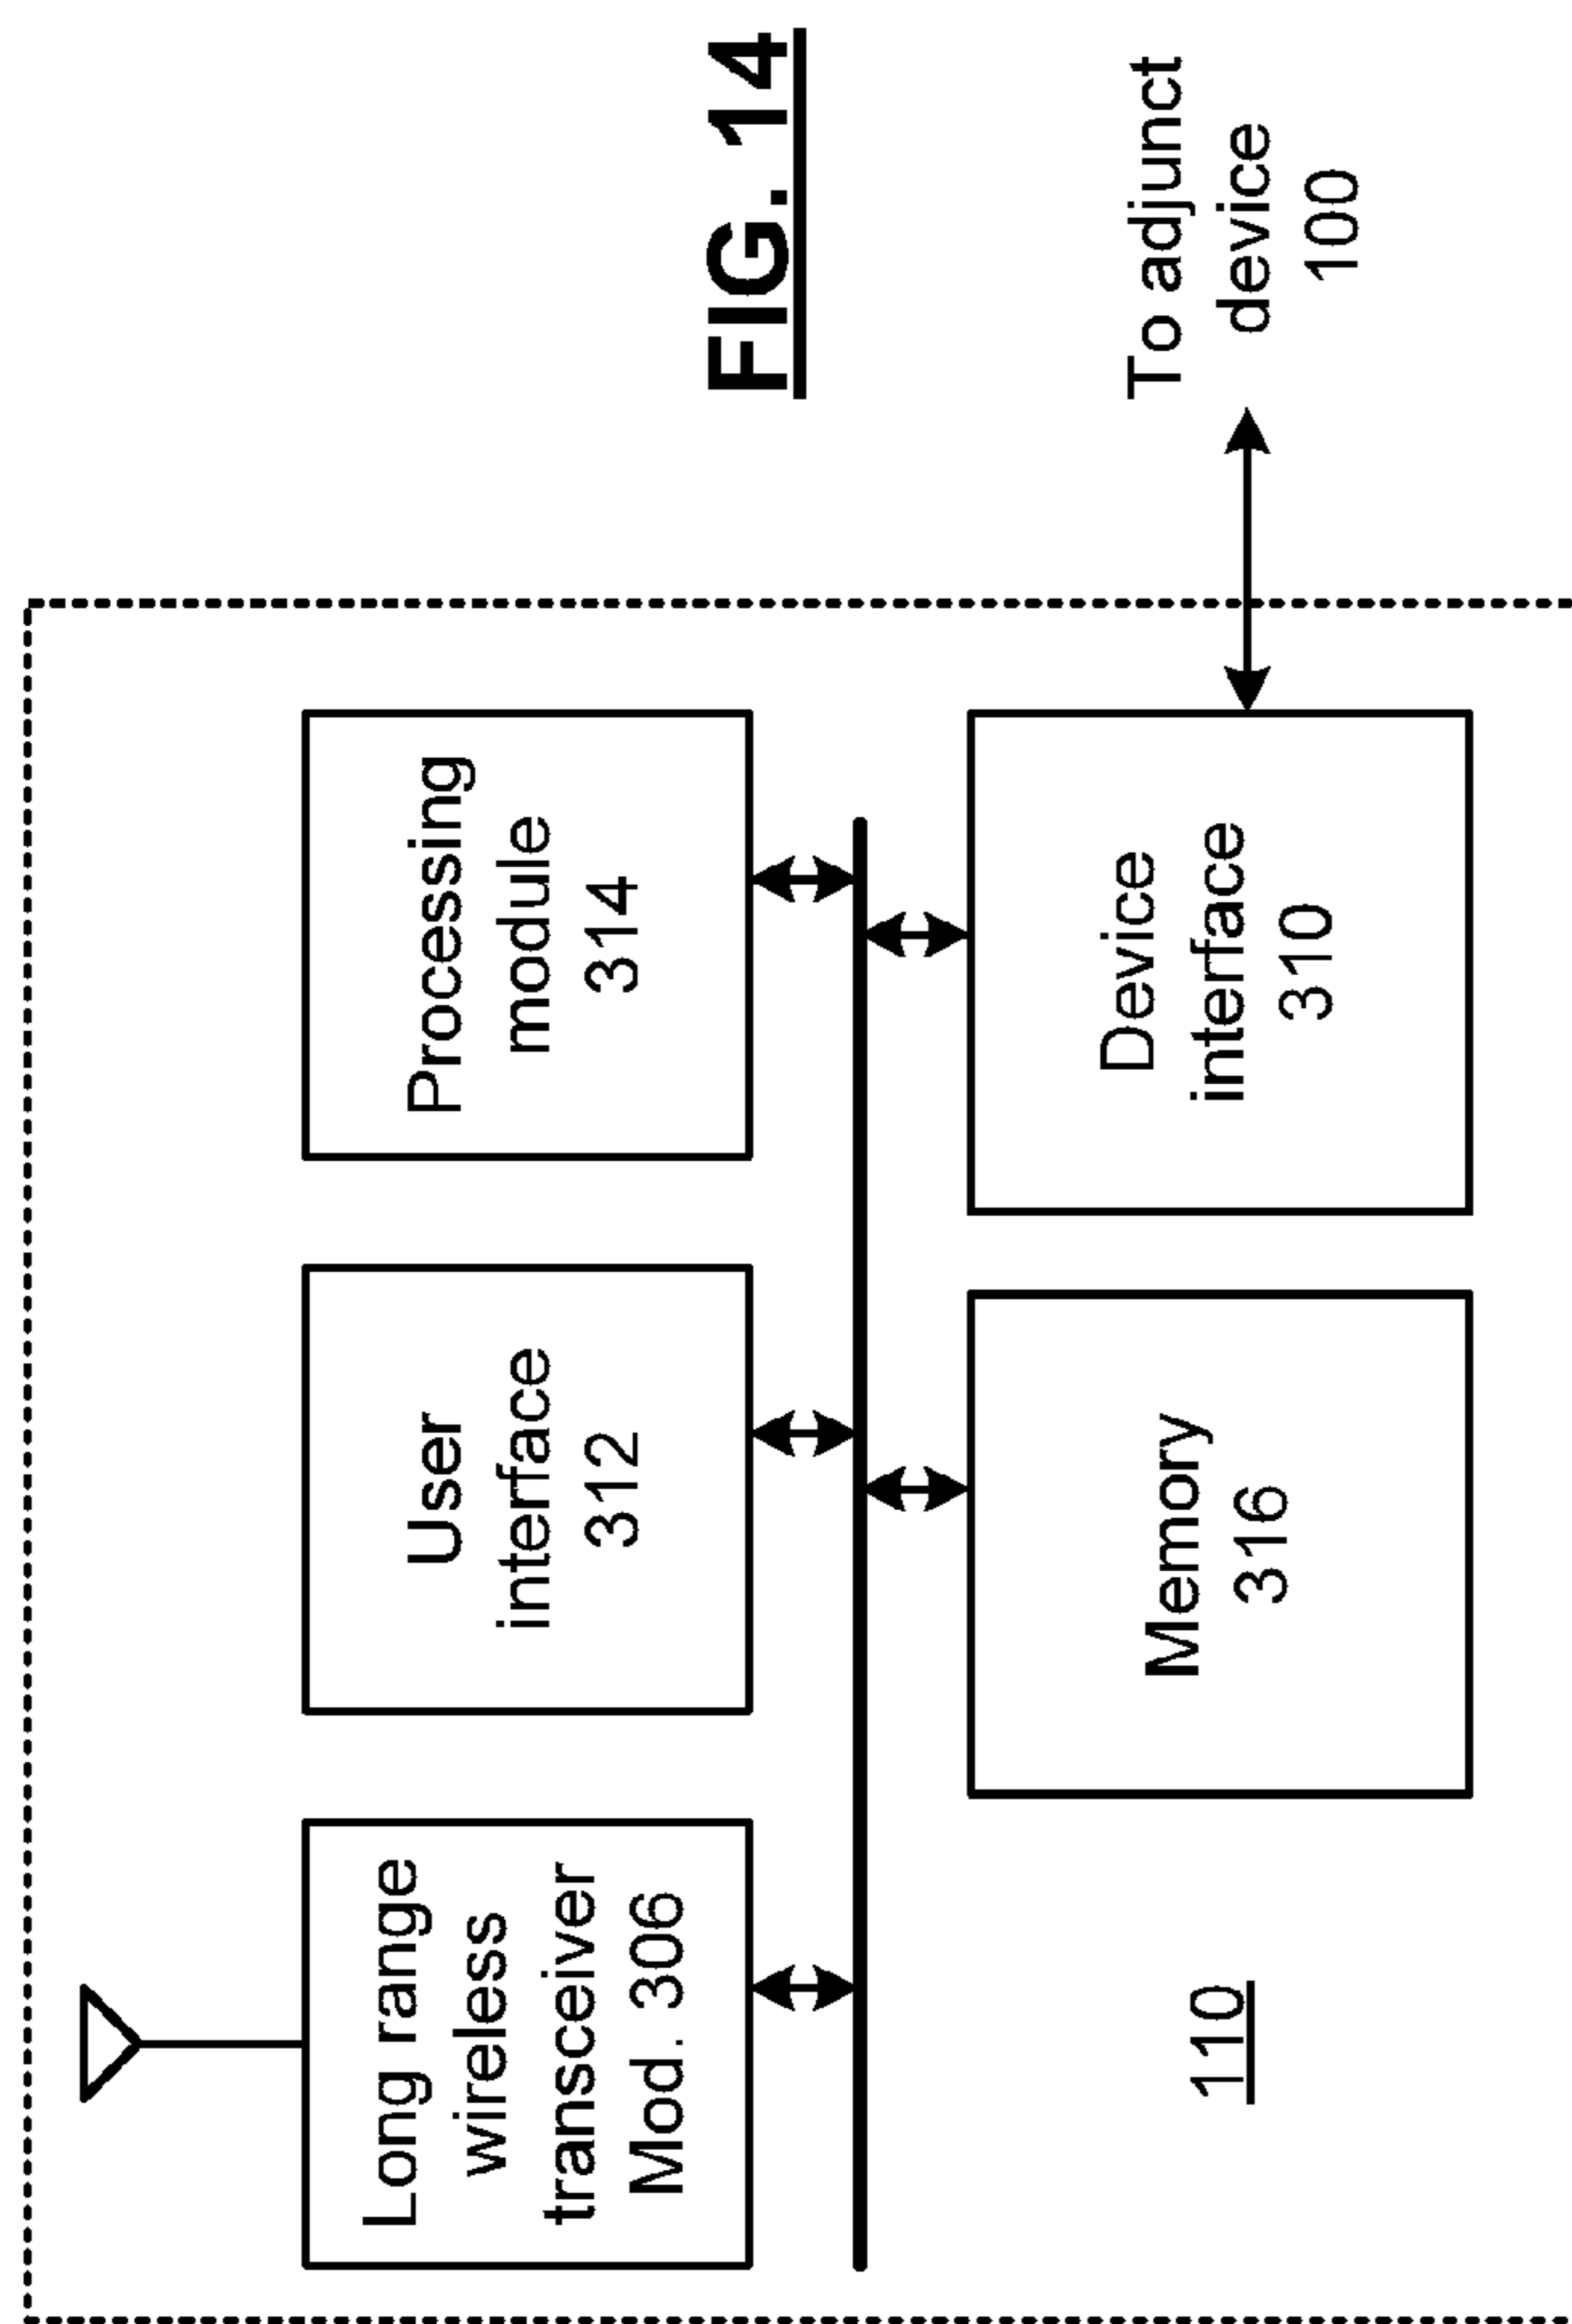 Long range
wireless
transceiver
Mod. 306
User
interface
312
Processing
module
314
110
Memory
316
Device
interface
310
To adjunct
device
100
FIG. 14